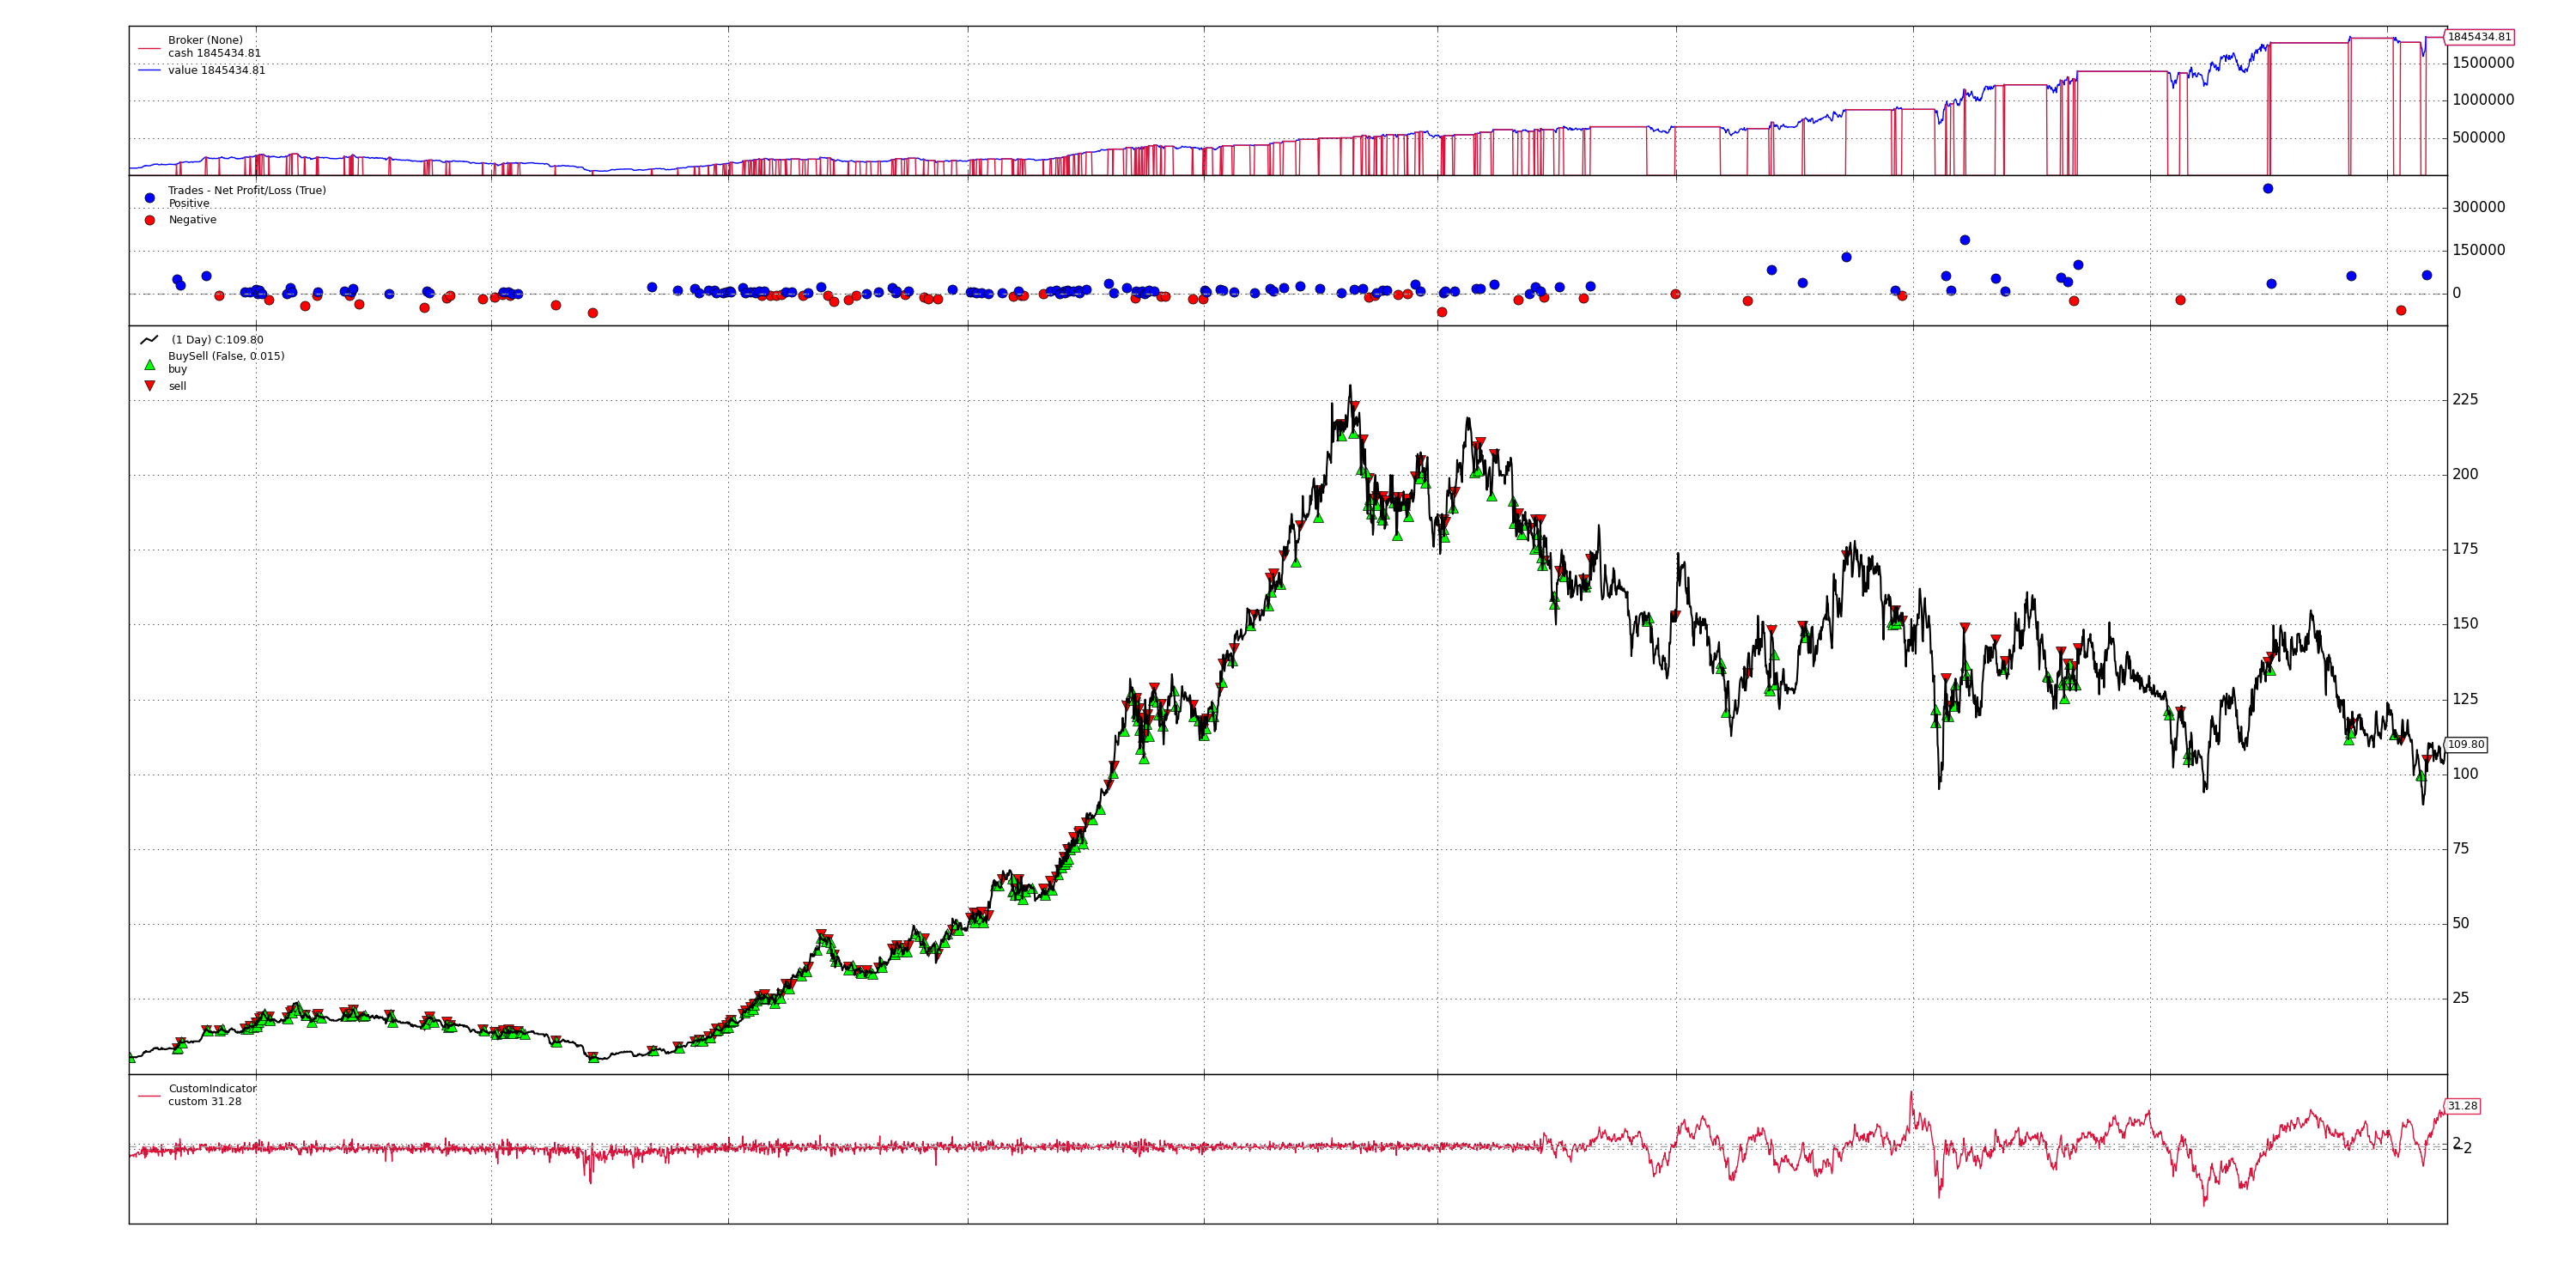 Broker (None)
cash 1845434.81
value 1845434.81
1845434.81
1500000
1000000
500000
Trades - Net Profit/Loss (True)
Positive
Negative
300000
150000
0
(1 Day) C:109.80
BuySell (False, 0.015)
buy
sell
225
200
175
150
125
109.80
100
75
50
25
CustomIndicator
custom 31.28
31.28
2
−2